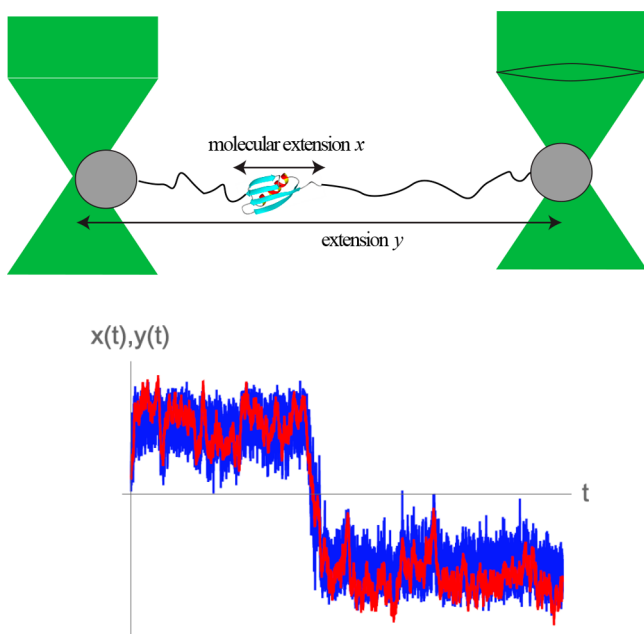 molecular extension x
extension y
x(t),y(t)
t